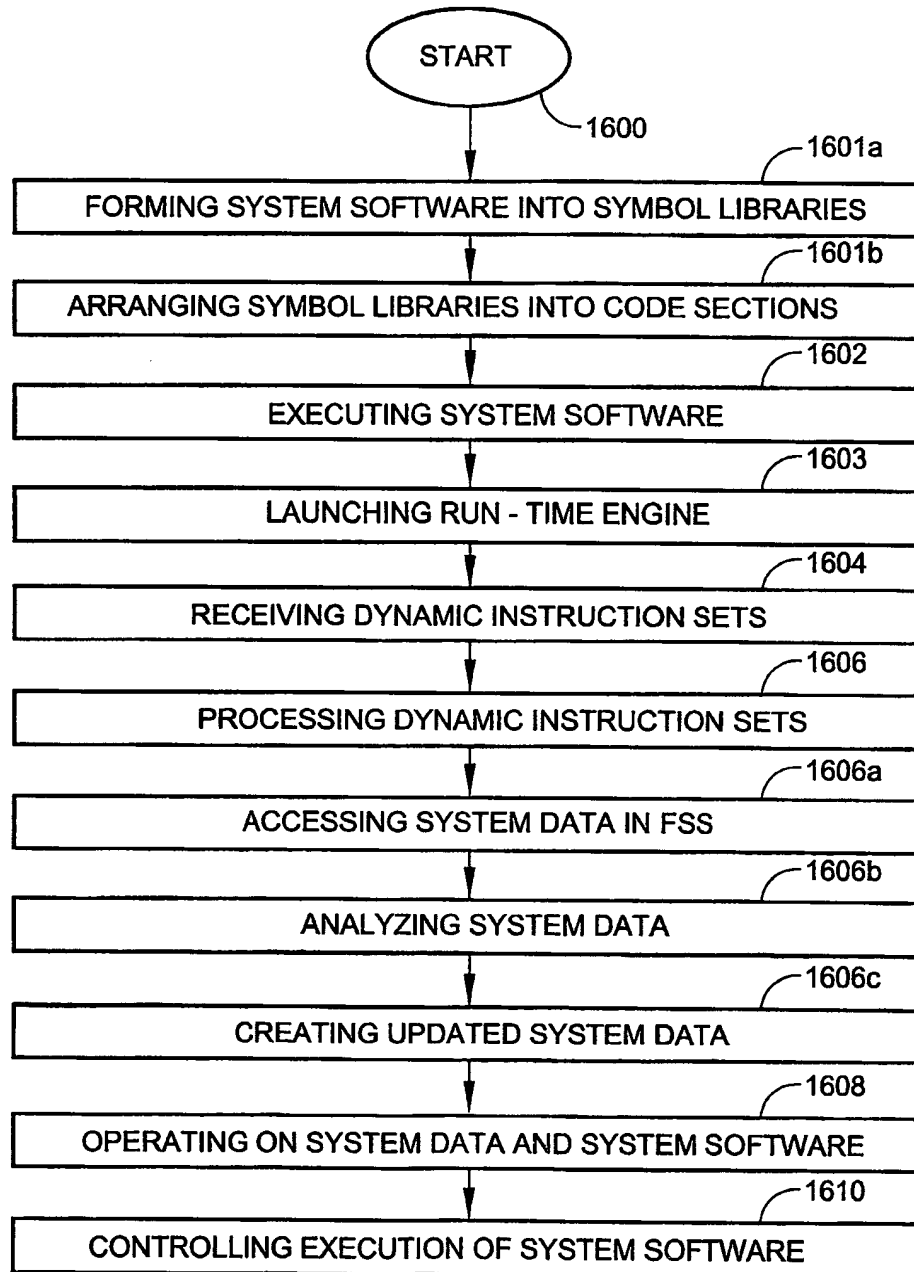 START
1600
1601a
FORMING SYSTEM SOFTWARE INTO SYMBOL LIBRARIES
1601b
ARRANGING SYMBOL LIBRARIES INTO CODE SECTIONS
1602
EXECUTING SYSTEM SOFTWARE
1603
LAUNCHING RUN - TIME ENGINE
1604
RECEIVING DYNAMIC INSTRUCTION SETS
1606
PROCESSING DYNAMIC INSTRUCTION SETS
1606a
ACCESSING SYSTEM DATA IN FSS
1606b
ANALYZING SYSTEM DATA
1606c
CREATING UPDATED SYSTEM DATA
1608
OPERATING ON SYSTEM DATA AND SYSTEM SOFTWARE
1610
CONTROLLING EXECUTION OF SYSTEM SOFTWARE